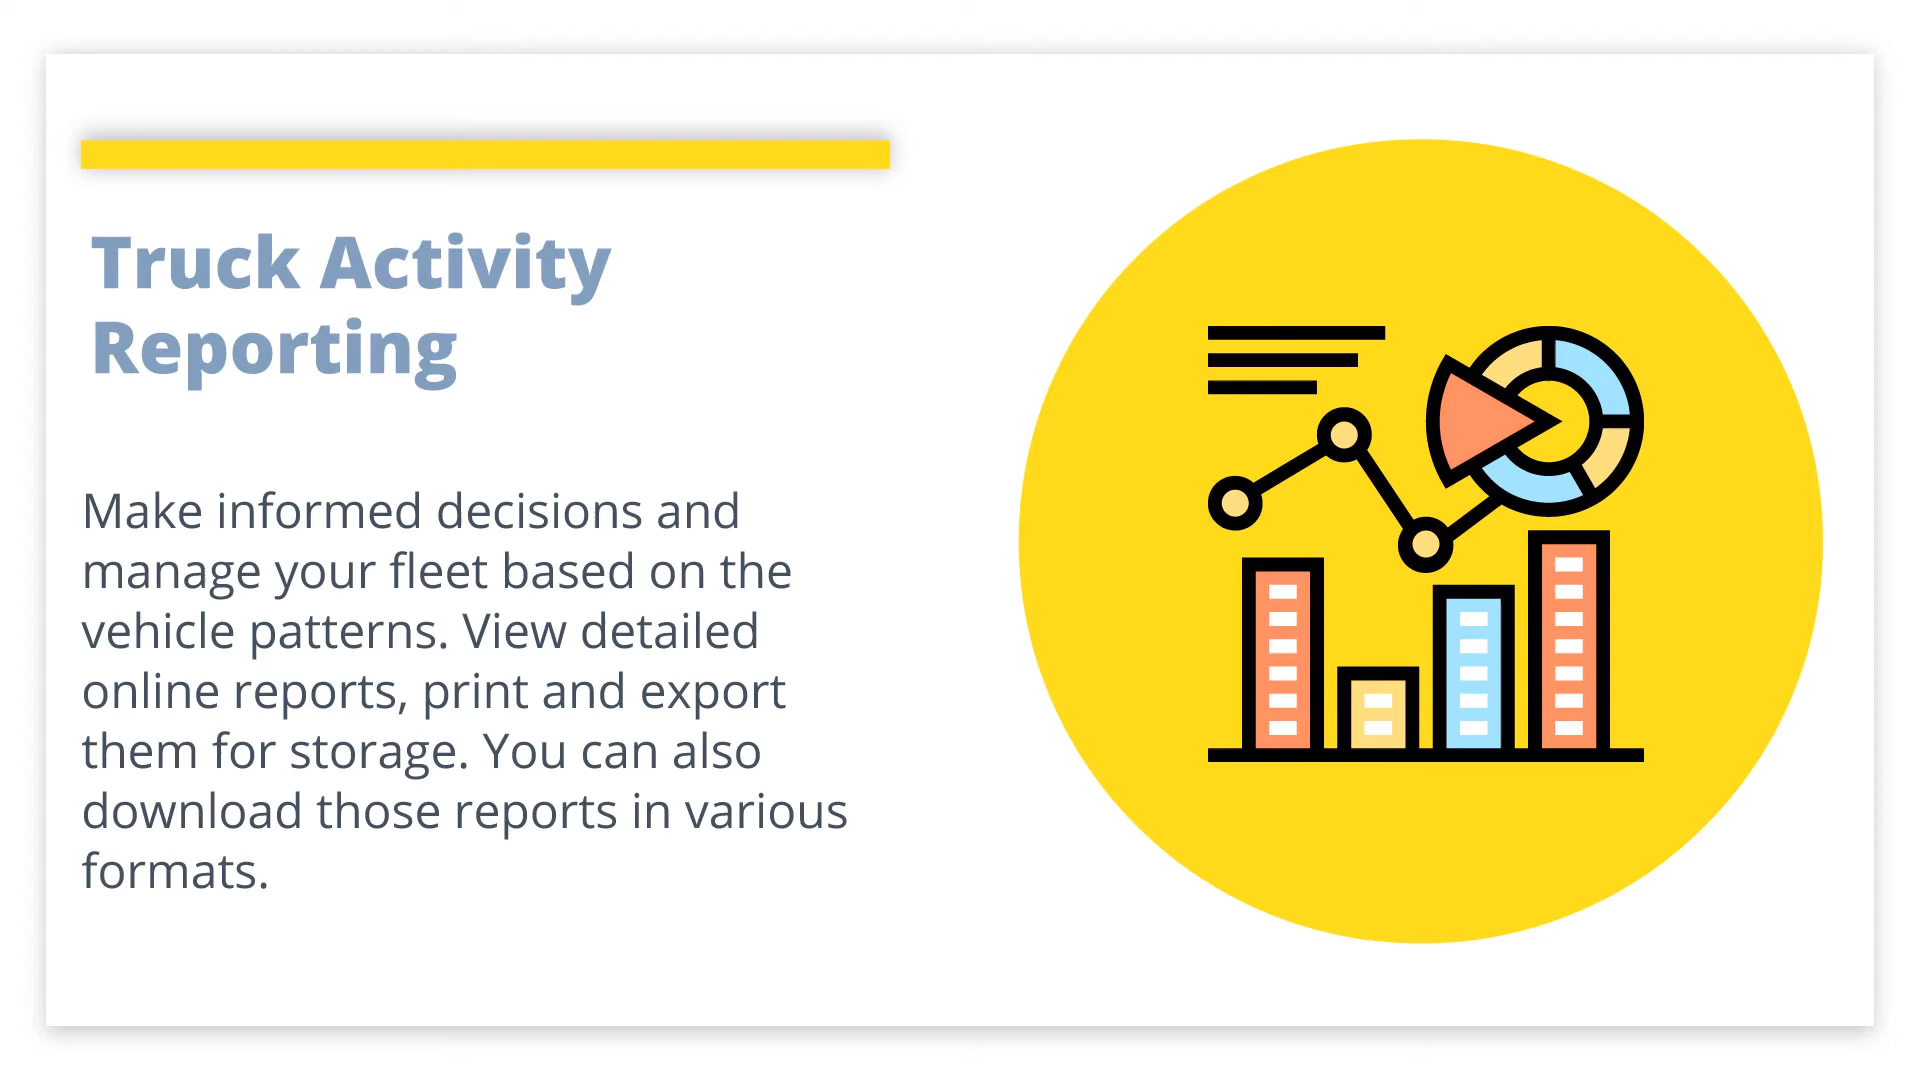 Truck Activity
Reporting
Make informed decisions and
manage your fleet based on the
vehicle patterns. View detailed
online reports, print and export
them for storage. You can also
download those reports in various
formats.